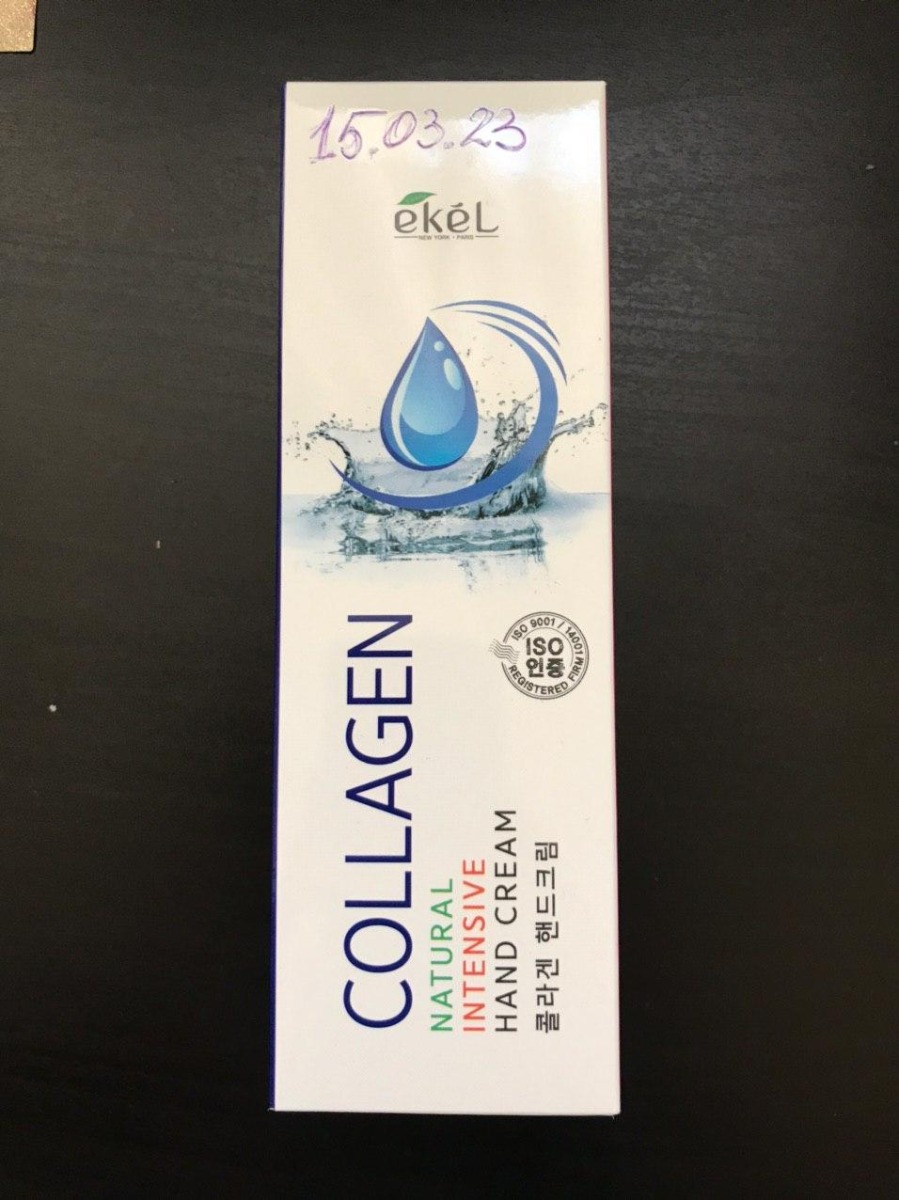 15.03.23
ékéL
NEW YORK - PARIS
ISO 9001 / 14001
ISO
인증
REGISTERED FIRM
COLLAGEN
NATURAL
INTENSIVE
HAND CREAM
콜라겐 핸드크림